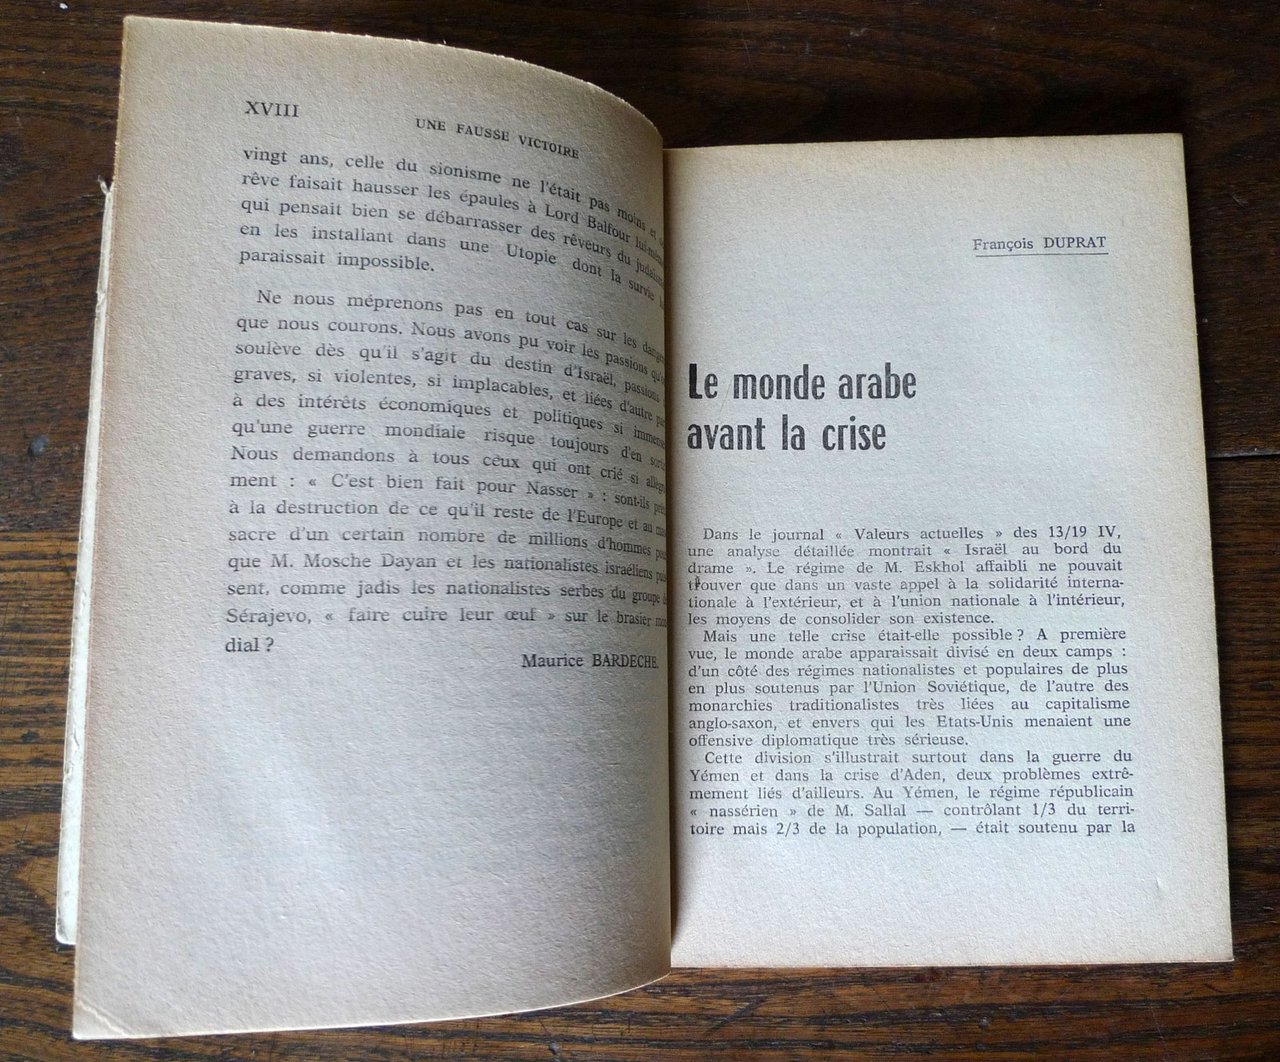 XVIII
UNE FAUSSE VICTOIRE
vingt ans, celle du sionisme ne l'était pas moins et
rêve faisait hausser les épaules à Lord Balfour
qui pensait bien se débarrasser des rêveurs du
en les installant dans une Utopie dont la survie
paraissait impossible.
Ne nous méprenons pas en tout cas sur les
que nous courons. Nous avons pu voir les passions
soulève dès qu'il s'agit du destin d'Israël, passions
graves, si violentes, si implacables, et liées d'autre
à des intérêts économiques et politiques si
qu'une guerre mondiale risque toujours d'en
Nous demandons à tous ceux qui ont crié si
ment : « C'est bien fait pour Nasser » : sont-ils
à la destruction de ce qu'il reste de l'Europe et au
sacre d'un certain nombre de millions d'hommes
que M. Mosche Dayan et les nationalistes israéliens
sent, comme jadis les nationalistes serbes du groupe
Sérajevo, « faire cuire leur œuf » sur le brasier
dial ?
Maurice BARDECHE.
François DUPRAT
Le monde arabe
avant la crise
Dans le journal « Valeurs actuelles » des 13/19 IV,
une analyse détaillée montrait « Israël au bord du
drame ». Le régime de M. Eskhol affaibli ne pouvait
trouver que dans un vaste appel à la solidarité interna-
tionale à l'extérieur, et à l'union nationale à l'intérieur,
les moyens de consolider son existence.
Mais une telle crise était-elle possible ? A première
vue, le monde arabe apparaissait divisé en deux camps :
d'un côté des régimes nationalistes et populaires de plus
en plus soutenus par l'Union Soviétique, de l'autre des
monarchies traditionalistes très liées au capitalisme
anglo-saxon, et envers qui les Etats-Unis menaient une
offensive diplomatique très sérieuse.
Cette division s'illustrait surtout dans la guerre du
Yémen et dans la crise d'Aden, deux problèmes extrê-
mement liés d'ailleurs. Au Yémen, le régime républicain
« nassérien » de M. Sallal — contrôlant 1/3 du terri-
toire mais 2/3 de la population, — était soutenu par la